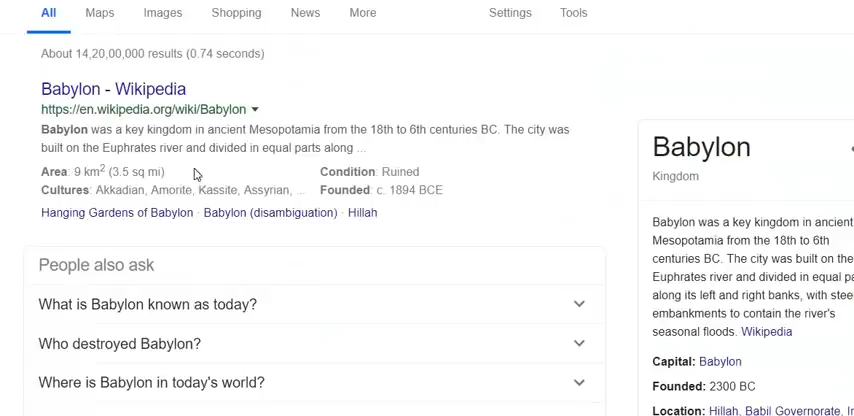 All Maps Images Shopping News More Settings Tools
About 14,20,00,000 results (0.74 seconds)
Babylon - Wikipedia
https://en.wikipedia.org/wiki/Babylon
Babylon was a key kingdom in ancient Mesopotamia from the 18th to 6th centuries BC. The city was
built on the Euphrates river and divided in equal parts along ...
Area: 9 km2 (3.5 sq mi) Condition: Ruined
Cultures: Akkadian, Amorite, Kassite, Assyrian, ... Founded: c. 1894 BCE
Hanging Gardens of Babylon · Babylon (disambiguation) · Hillah
People also ask
What is Babylon known as today?
Who destroyed Babylon?
Where is Babylon in today's world?
Babylon
Kingdom
Babylon was a key kingdom in ancient
Mesopotamia from the 18th to 6th
centuries BC. The city was built on the
Euphrates river and divided in equal pa
along its left and right banks, with stee
embankments to contain the river's
seasonal floods. Wikipedia
Capital: Babylon
Founded: 2300 BC
Location: Hillah, Babil Governorate,